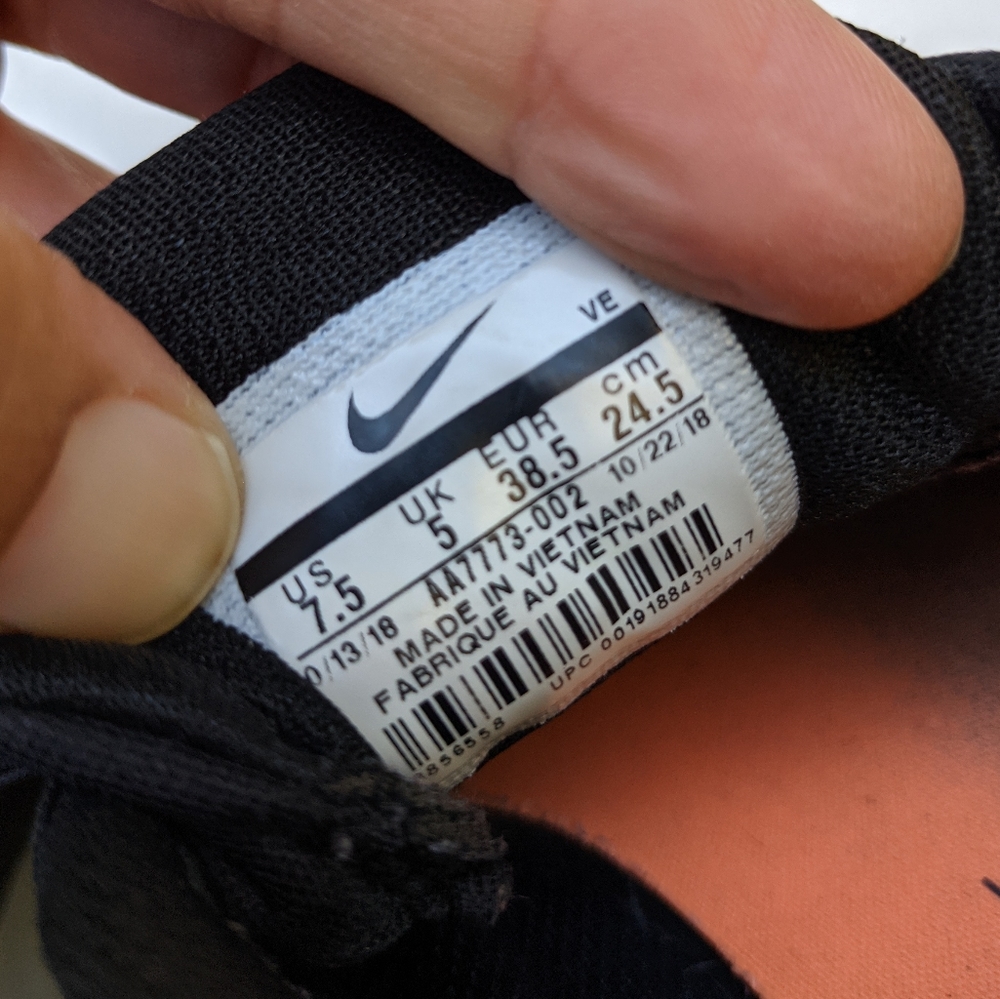 VE
US UK EUR cm
7.5 5 38.5 24.5
AA7773-002
0/13/18 10/22/18
MADE IN VIETNAM
FABRIQUE AU VIETNAM
856558 UPC 00191884319477